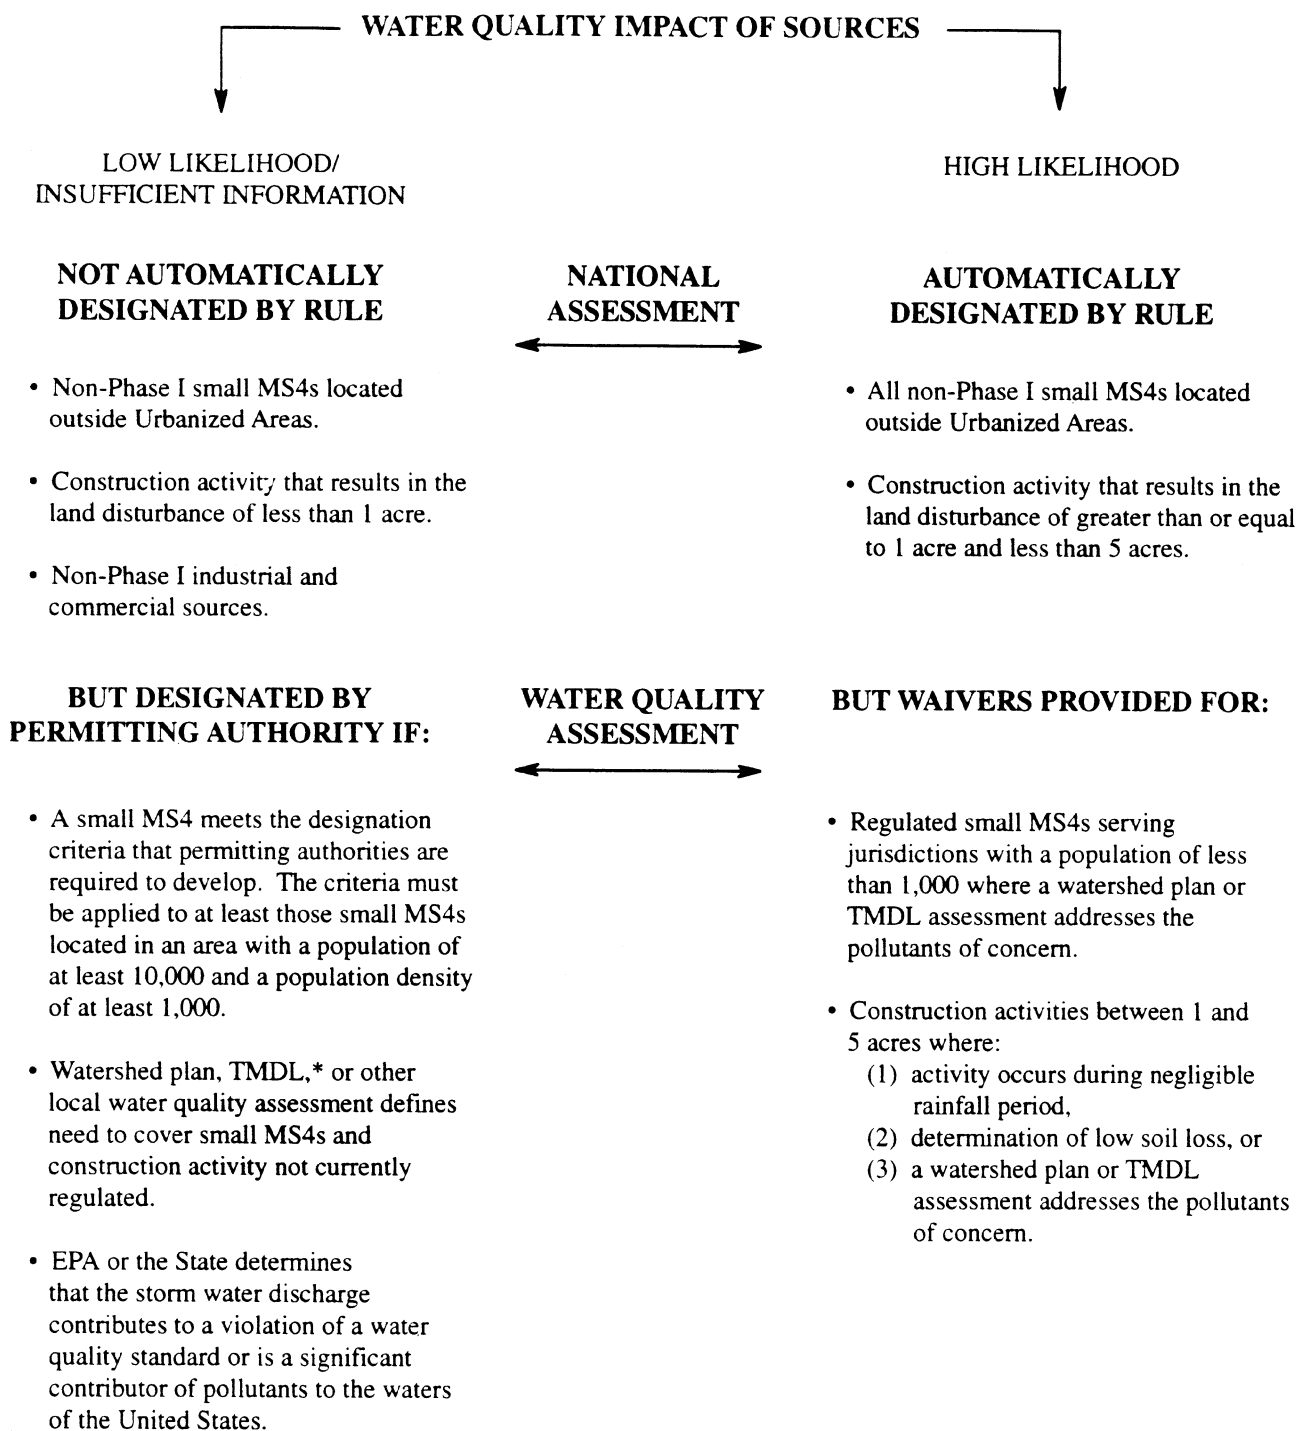 WATER QUALITY IMPACT OF SOURCES
LOW LIKELIHOOD/
INSUFFICIENT INFORMATION
HIGH LIKELIHOOD
NOT AUTOMATICALLY
DESIGNATED BY RULE
NATIONAL
ASSESSMENT
AUTOMATICALLY
DESIGNATED BY RULE
• Non-Phase I small MS4s located
outside Urbanized Areas.
• Construction activity that results in the
land disturbance of less than 1 acre.
• Non-Phase I industrial and
commercial sources.
• All non-Phase I small MS4s located
outside Urbanized Areas.
• Construction activity that results in the
land disturbance of greater than or equal
to 1 acre and less than 5 acres.
BUT DESIGNATED BY
PERMITTING AUTHORITY IF:
WATER QUALITY
ASSESSMENT
BUT WAIVERS PROVIDED FOR:
• A small MS4 meets the designation
criteria that permitting authorities are
required to develop. The criteria must
be applied to at least those small MS4s
located in an area with a population of
at least 10,000 and a population density
of at least 1,000.
• Watershed plan, TMDL,* or other
local water quality assessment defines
need to cover small MS4s and
construction activity not currently
regulated.
• EPA or the State determines
that the storm water discharge
contributes to a violation of a water
quality standard or is a significant
contributor of pollutants to the waters
of the United States.
• Regulated small MS4s serving
jurisdictions with a population of less
than 1,000 where a watershed plan or
TMDL assessment addresses the
pollutants of concern.
• Construction activities between 1 and
5 acres where:
(1) activity occurs during negligible
rainfall period,
(2) determination of low soil loss, or
(3) a watershed plan or TMDL
assessment addresses the pollutants
of concern.